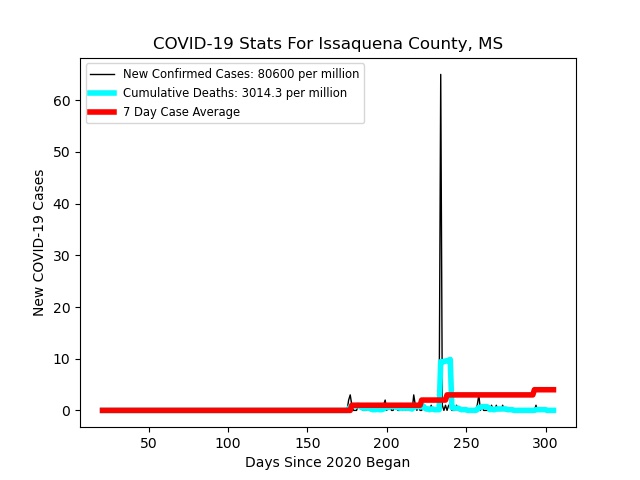 COVID-19 Stats For Issaquena County, MS
New Confirmed Cases: 80600 per million
Cumulative Deaths: 3014.3 per million
7 Day Case Average
New COVID-19 Cases
60
50
40
30
20
10
0
50 100 150 200 250 300
Days Since 2020 Began